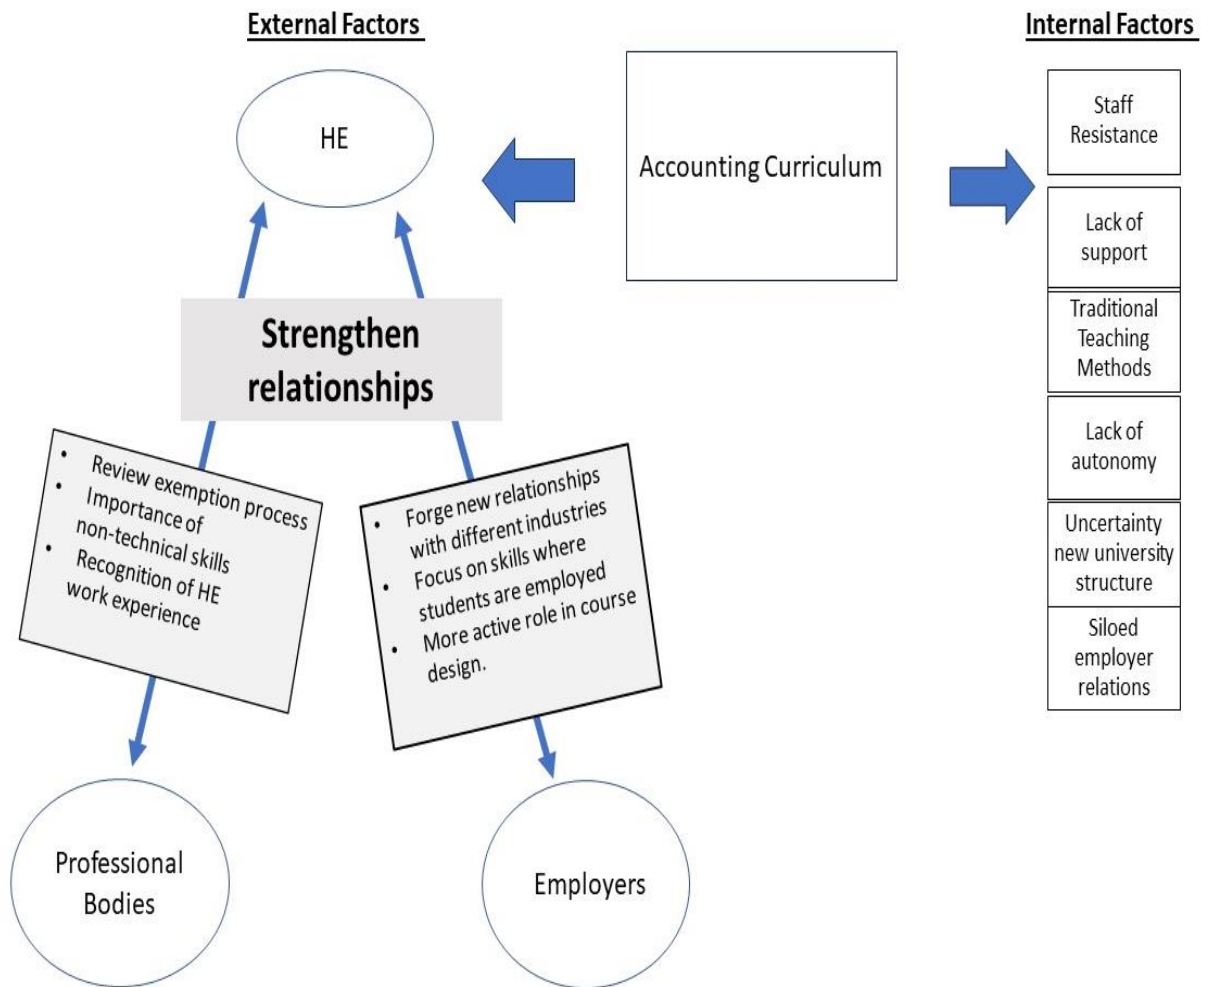 External Factors
HE
Accounting Curriculum
Strengthen
relationships
• Review exemption process
• Importance of
non-technical skills
• Recognition of HE
work experience
• Forge new relationships
with different industries
• Focus on skills where
students are employed
• More active role in course
design.
Professional
Bodies
Employers
Internal Factors
Staff
Resistance
Lack of
support
Traditional
Teaching
Methods
Lack of
autonomy
Uncertainty
new university
structure
Siloed
employer
relations